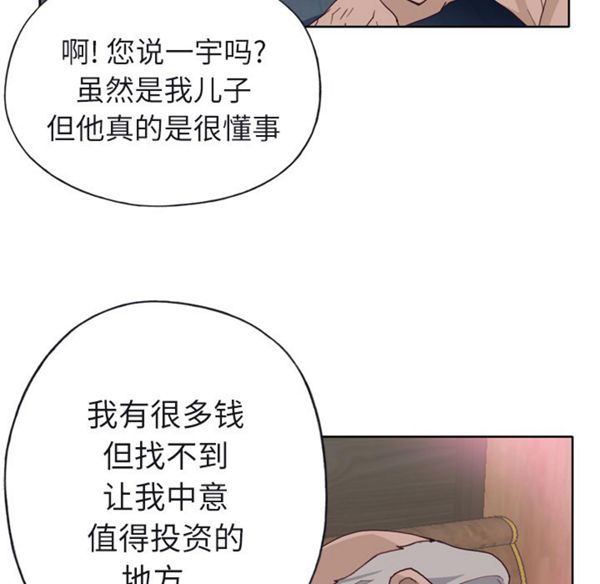 啊! 您说一宇吗?
虽然是我儿子
但他真的是很懂事
我有很多钱
但找不到
让我中意
值得投资的
地方